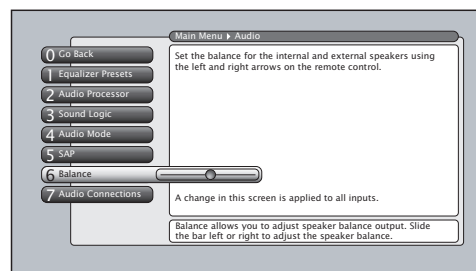 Main Menu ▸ Audio
0 Go Back
1 Equalizer Presets
2 Audio Processor
3 Sound Logic
4 Audio Mode
5 SAP
6 Balance
7 Audio Connections
Set the balance for the internal and external speakers using
the left and right arrows on the remote control.
A change in this screen is applied to all inputs.
Balance allows you to adjust speaker balance output. Slide
the bar left or right to adjust the speaker balance.